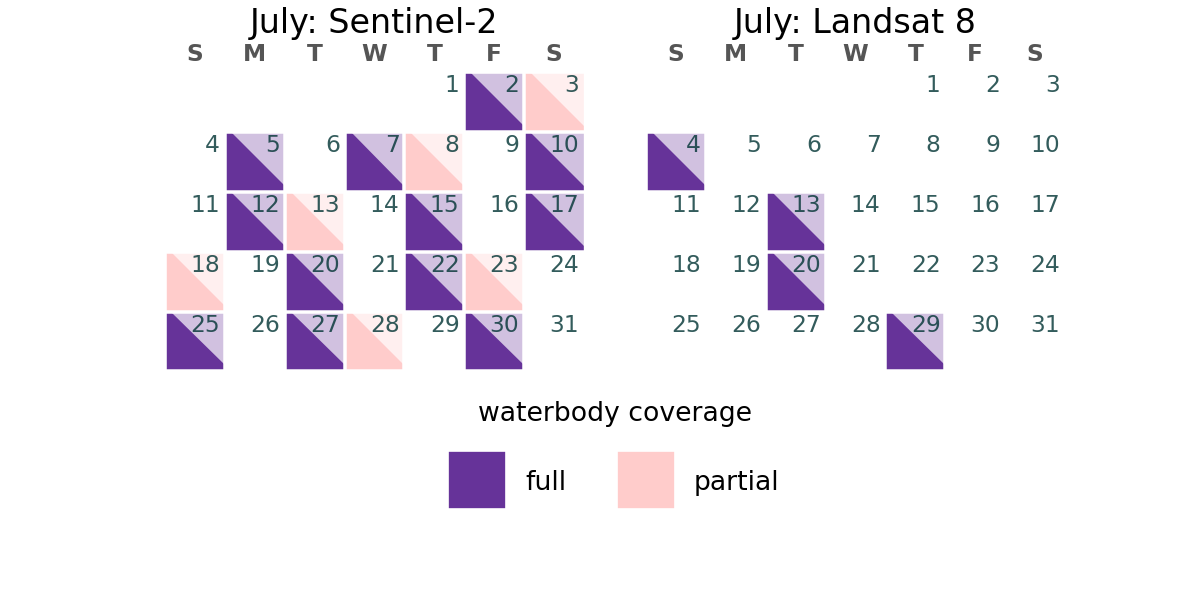 July: Sentinel-2
S M T W T F S
1 2 3
4 5 6 7 8 9 10
11 12 13 14 15 16 17
18 19 20 21 22 23 24
25 26 27 28 29 30 31
July: Landsat 8
S M T W T F S
1 2 3
4 5 6 7 8 9 10
11 12 13 14 15 16 17
18 19 20 21 22 23 24
25 26 27 28 29 30 31
waterbody coverage
full partial